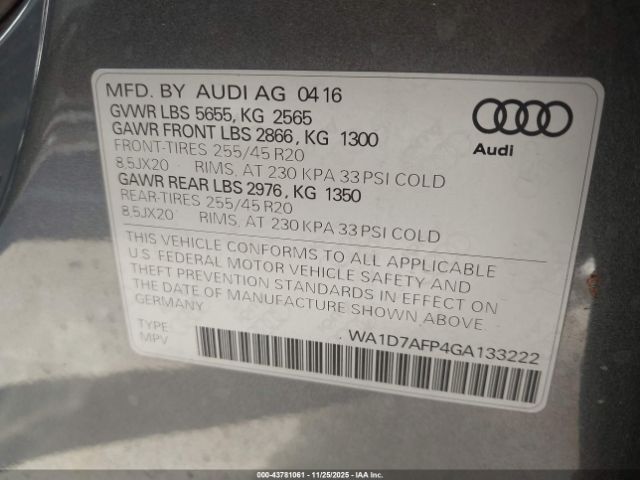 MFD. BY AUDI AG 0416
GVWR LBS 5655, KG 2565
GAWR FRONT LBS 2866, KG 1300
FRONT-TIRES 255/45 R20
8,5JX20 RIMS, AT 230 KPA 33 PSI COLD
GAWR REAR LBS 2976, KG 1350
REAR-TIRES 255/45 R20
8,5JX20 RIMS, AT 230 KPA 33 PSI COLD
Audi
THIS VEHICLE CONFORMS TO ALL APPLICABLE
U.S. FEDERAL MOTOR VEHICLE SAFETY AND
THEFT PREVENTION STANDARDS IN EFFECT ON
THE DATE OF MANUFACTURE SHOWN ABOVE.
GERMANY
TYPE:
MPV
WA1D7AFP4GA133222
000-43781061 - 11/25/2025 - IAAI.COM